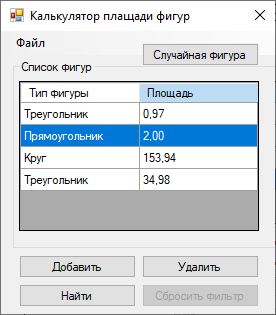 Калькулятор площади фигур
Файл
Случайная фигура
Список фигур
Тип фигуры Площадь
Треугольник 0,97
Прямоугольник 2,00
Круг 153,94
Треугольник 34,98
Добавить Удалить
Найти Сбросить фильтр